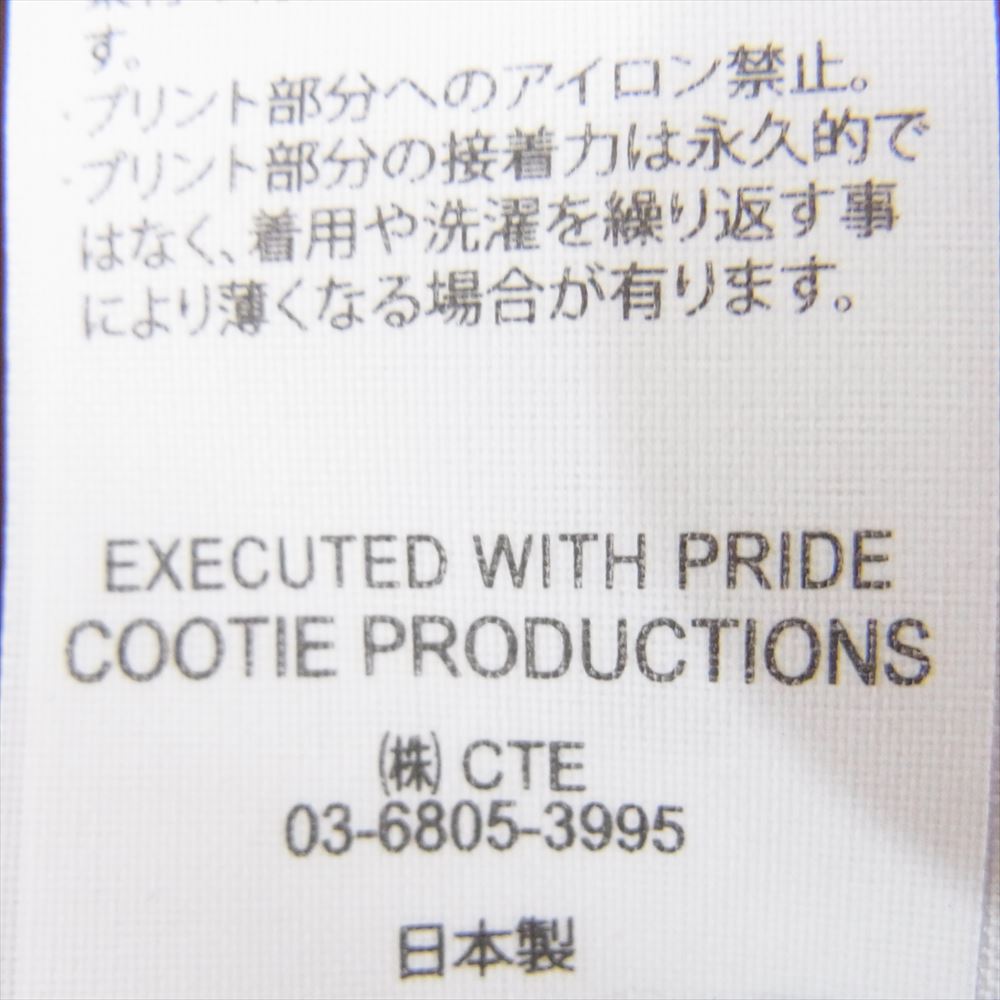 す。
・プリント部分へのアイロン禁止。
・プリント部分の接着力は永久的で
はなく、着用や洗濯を繰り返す事
により薄くなる場合が有ります。
EXECUTED WITH PRIDE
COOTIE PRODUCTIONS
㈱ CTE
03-6805-3995
日本製